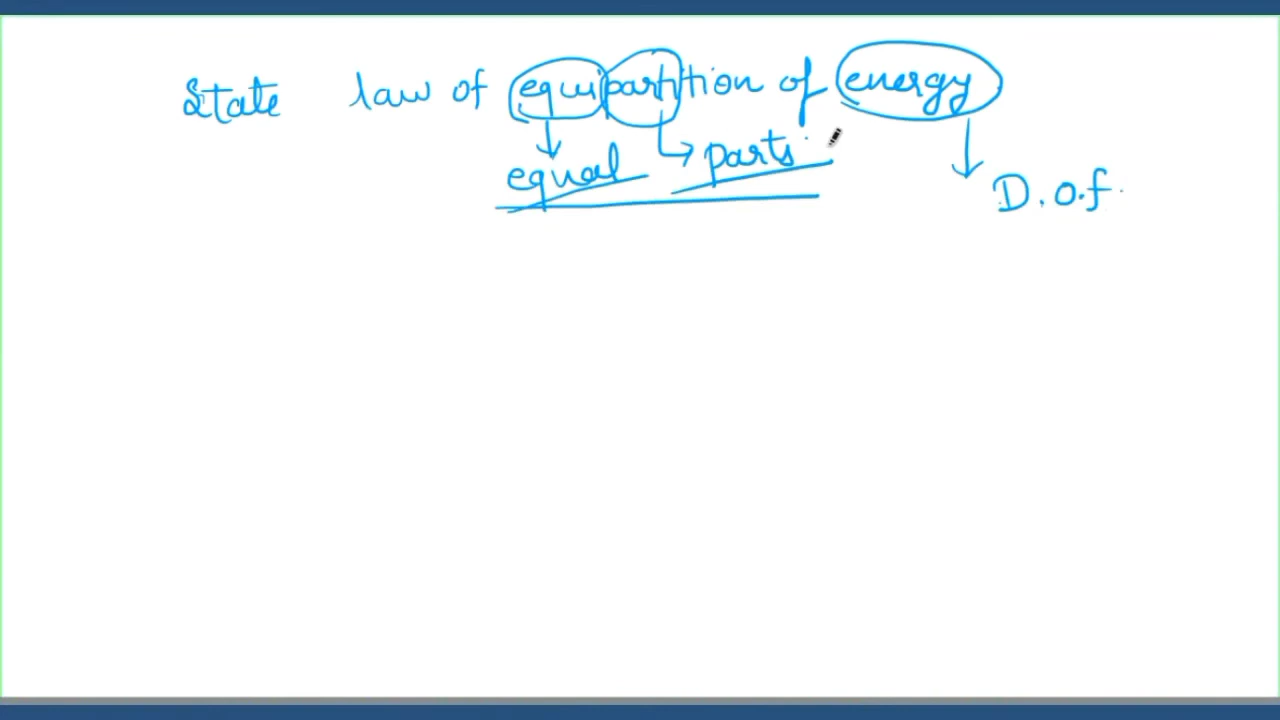 State law of equipartition of energy
equal parts
D.o.f.